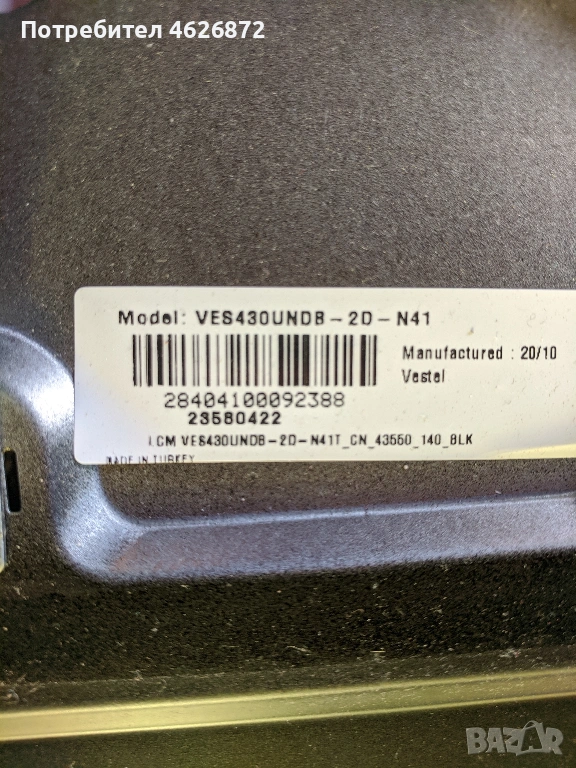 Потребител 4626872
Model: VES430UNDB-2D-N41
Manufactured : 20/10
Vestel
28404100092388
23580422
LCM VES430UNDB-2D-N41T_CN_43550_140_BLK
MADE IN TURKEY
BAZAR